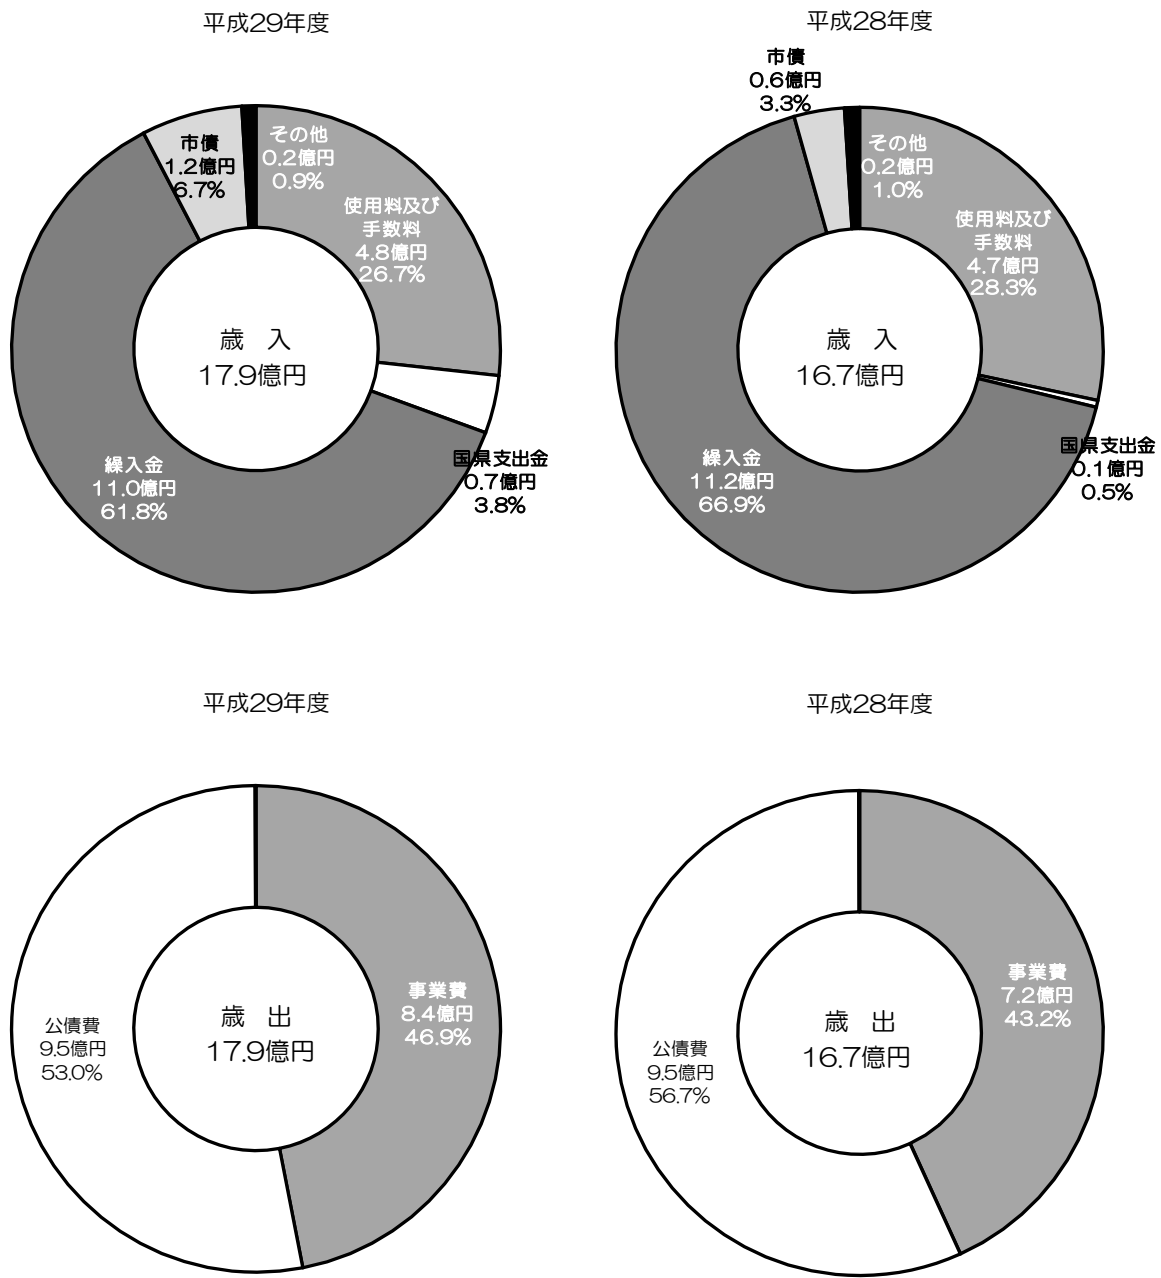 平成29年度
市債
1.2億円
6.7%
その他
0.2億円
0.9%
使用料及び
手数料
4.8億円
26.7%
歳 入
17.9億円
繰入金
11.0億円
61.8%
国県支出金
0.7億円
3.8%
平成28年度
市債
0.6億円
3.3%
その他
0.2億円
1.0%
使用料及び
手数料
4.7億円
28.3%
歳 入
16.7億円
繰入金
11.2億円
66.9%
国県支出金
0.1億円
0.5%
平成29年度
事業費
8.4億円
46.9%
歳 出
17.9億円
公債費
9.5億円
53.0%
平成28年度
事業費
7.2億円
43.2%
歳 出
16.7億円
公債費
9.5億円
56.7%